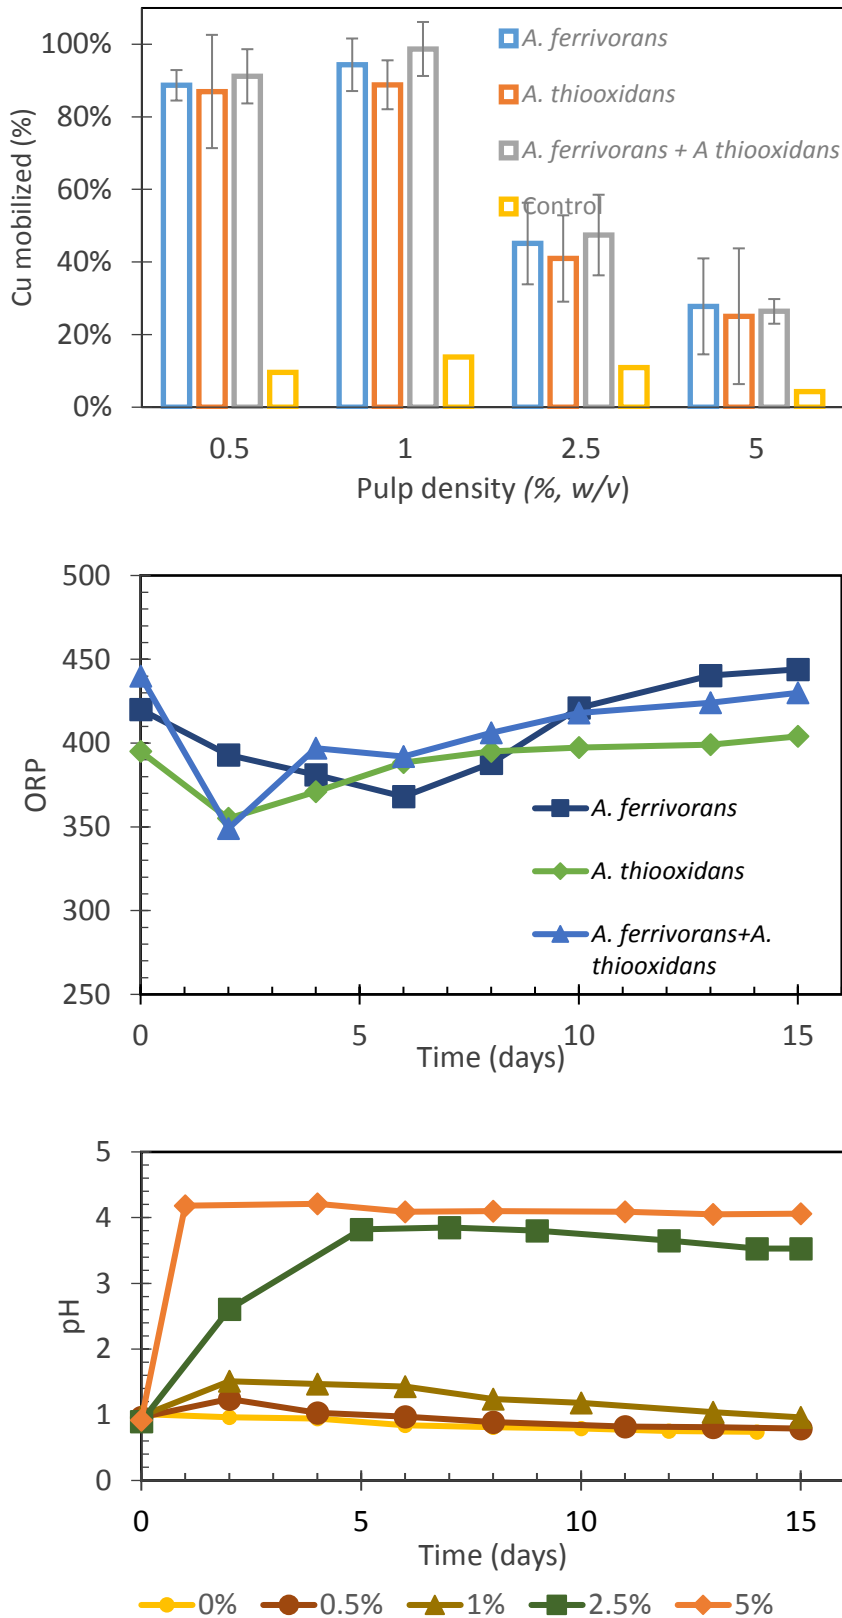 100%
80%
60%
40%
20%
0%
Cu mobilized (%)
A. ferrivorans
A. thiooxidans
A. ferrivorans + A thiooxidans
Control
0.5 1 2.5 5
Pulp density (%, w/v)
500
450
400
350
300
250
ORP
A. ferrivorans
A. thiooxidans
A. ferrivorans+A.
thiooxidans
0 5 10 15
Time (days)
5
4
3
2
1
0
pH
0 5 10 15
Time (days)
0% 0.5% 1% 2.5% 5%